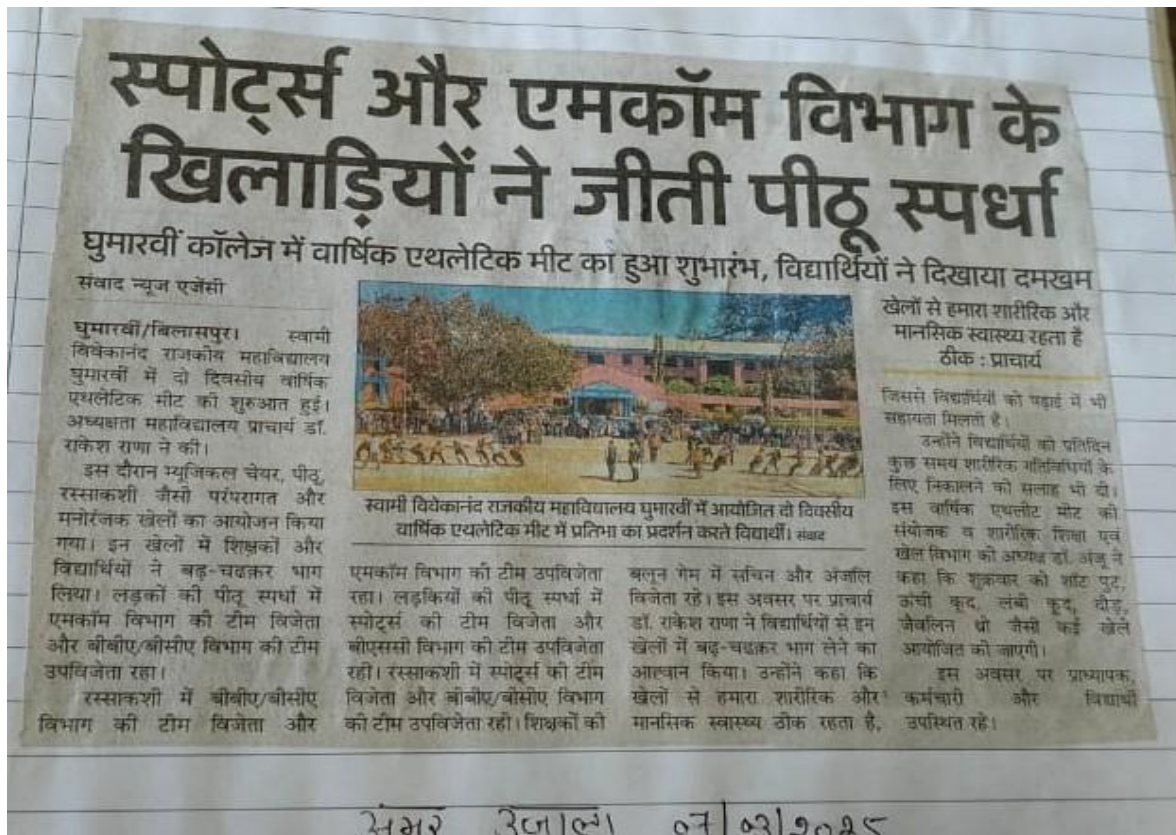 स्पोर्ट्स और एमकॉम विभाग के
खिलाड़ियों ने जीती पीठू स्पर्धा
घुमारवीं कॉलेज में वार्षिक एथलेटिक मीट का हुआ शुभारंभ, विद्यार्थियों ने दिखाया दमखम
संवाद न्यूज एजेंसी
घुमारवीं/बिलासपुर। स्वामी
विवेकानंद राजकीय महाविद्यालय
घुमारवीं में दो दिवसीय वार्षिक
एथलेटिक मीट की शुरुआत हुई।
अध्यक्षता महाविद्यालय प्राचार्य डॉ.
राकेश राणा ने की।
इस दौरान म्यूजिकल चेयर, पीठू,
रस्साकशी जैसी परंपरागत और
मनोरंजक खेलों का आयोजन किया
गया। इन खेलों में शिक्षकों और
विद्यार्थियों ने बढ़-चढक़र भाग
लिया। लड़कों की पीठू स्पर्धा में
एमकॉम विभाग की टीम विजेता
और बीबीए/बीसीए विभाग की टीम
उपविजेता रहा।
रस्साकशी में बीबीए/बीसीए
विभाग की टीम विजेता और
स्वामी विवेकानंद राजकीय महाविद्यालय घुमारवीं में आयोजित दो दिवसीय
वार्षिक एथलेटिक मीट में प्रतिभा का प्रदर्शन करते विद्यार्थी। संवाद
एमकॉम विभाग की टीम उपविजेता
रहा। लड़कियों की पीठू स्पर्धा में
स्पोर्ट्स की टीम विजेता और
बीएससी विभाग की टीम उपविजेता
रही। रस्साकशी में स्पोर्ट्स की टीम
विजेता और बीबीए/बीसीए विभाग
की टीम उपविजेता रही। शिक्षकों की
बलून गेम में सचिन और अंजलि
विजेता रहे। इस अवसर पर प्राचार्य
डॉ. राकेश राणा ने विद्यार्थियों से इन
खेलों में बढ़-चढक़र भाग लेने का
आह्वान किया। उन्होंने कहा कि
खेलों से हमारा शारीरिक और
मानसिक स्वास्थ्य ठीक रहता है,
खेलों से हमारा शारीरिक और
मानसिक स्वास्थ्य रहता है
ठीक : प्राचार्य
जिससे विद्यार्थियों को पढ़ाई में भी
सहायता मिलती है।
उन्होंने विद्यार्थियों को प्रतिदिन
कुछ समय शारीरिक गतिविधियों के
लिए निकालने की सलाह भी दी।
इस वार्षिक एथलीट मीट की
संयोजक व शारीरिक शिक्षा एवं
खेल विभाग की अध्यक्ष डॉ. अंजू ने
कहा कि शुक्रवार को शॉट पुट,
ऊंची कूद, लंबी कूद, दौड़,
जैवलिन थ्रो जैसी कई खेलें
आयोजित की जाएगी।
इस अवसर पर प्राध्यापक,
कर्मचारी और विद्यार्थी
उपस्थित रहे।
अमर उजाला 07/03/2025